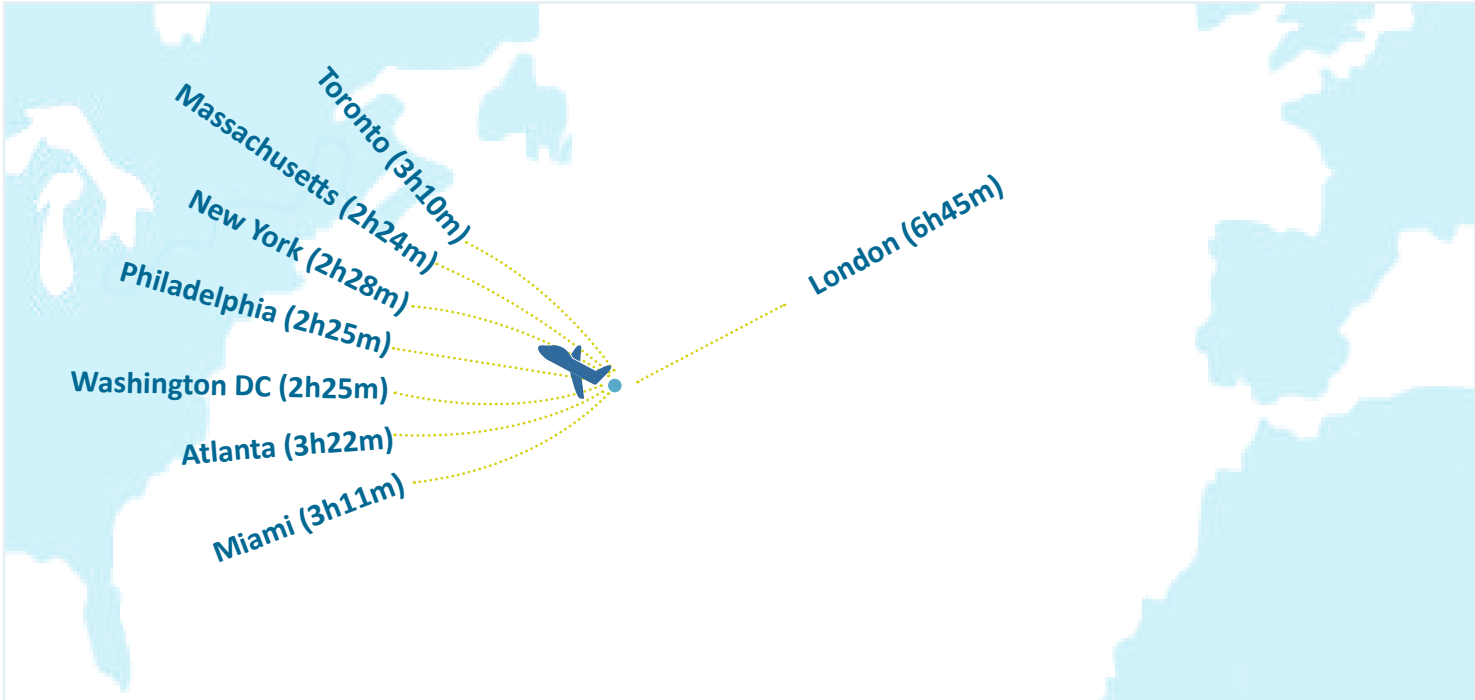 Toronto (3h10m)
Massachusetts (2h24m)
New York (2h28m)
Philadelphia (2h25m)
Washington DC (2h25m)
Atlanta (3h22m)
Miami (3h11m)
London (6h45m)